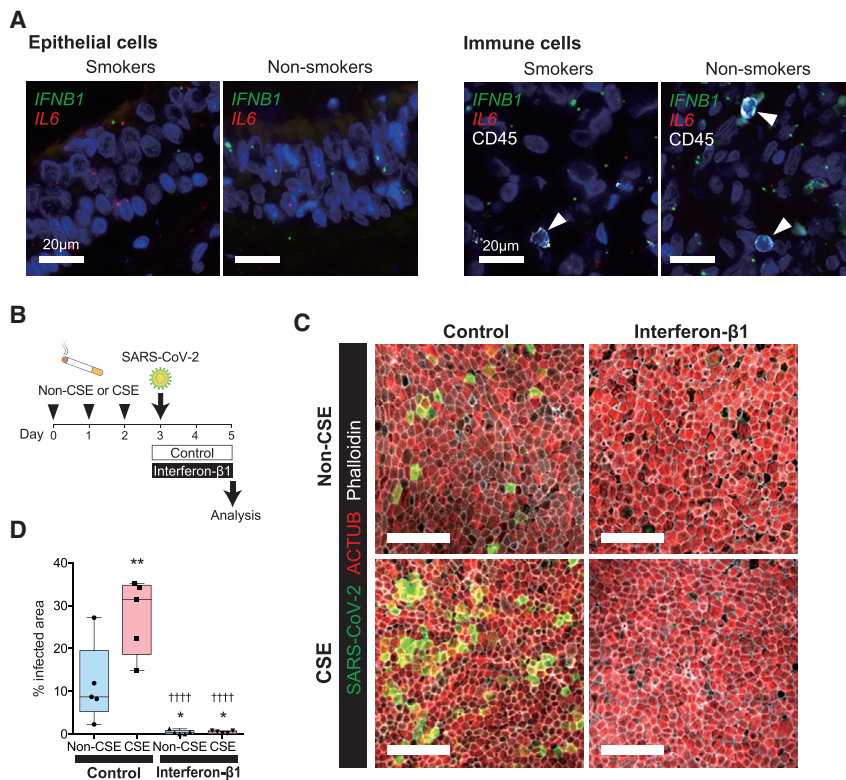 A
Epithelial cells
Smokers
Non-smokers
IFNB1
IL6
20μm
IFNB1
IL6
Immune cells
Smokers
Non-smokers
IFNB1
IL6
CD45
20μm
IFNB1
IL6
CD45
B
SARS-CoV-2
Non-CSE or CSE
Day
0 1 2 3 4 5
Control
Interferon-β1
Analysis
C
Control
Interferon-β1
Non-CSE
CSE
SARS-CoV-2 ACTUB Phalloidin
D
% infected area
40
30
20
10
0
**
††††
*
††††
*
Non-CSE CSE Non-CSE CSE
Control Interferon-β1